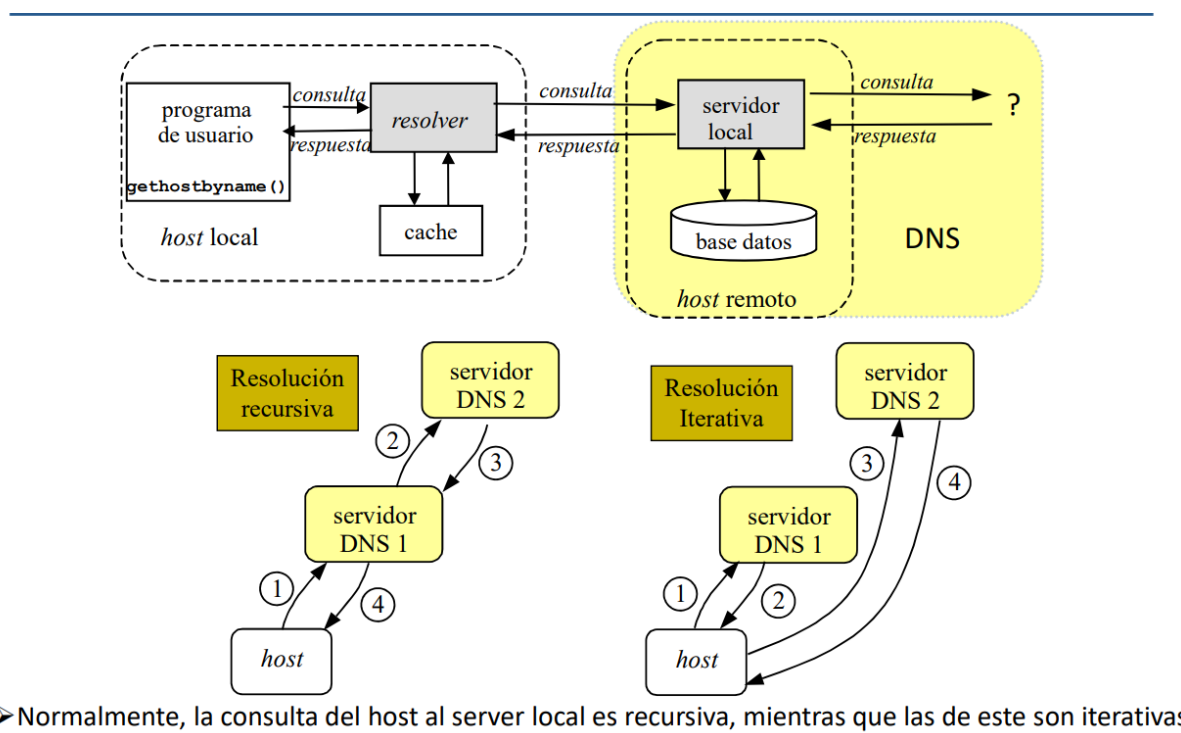 programa
de usuario
gethostbyname()
host local
consulta
respuesta
resolver
cache
consulta
respuesta
servidor
local
base datos
host remoto
consulta
respuesta
?
DNS
Resolución
recursiva
servidor
DNS 2
2
3
servidor
DNS 1
1
4
host
Resolución
Iterativa
servidor
DNS 2
3
4
servidor
DNS 1
1
2
host
➢Normalmente, la consulta del host al server local es recursiva, mientras que las de este son iterativas